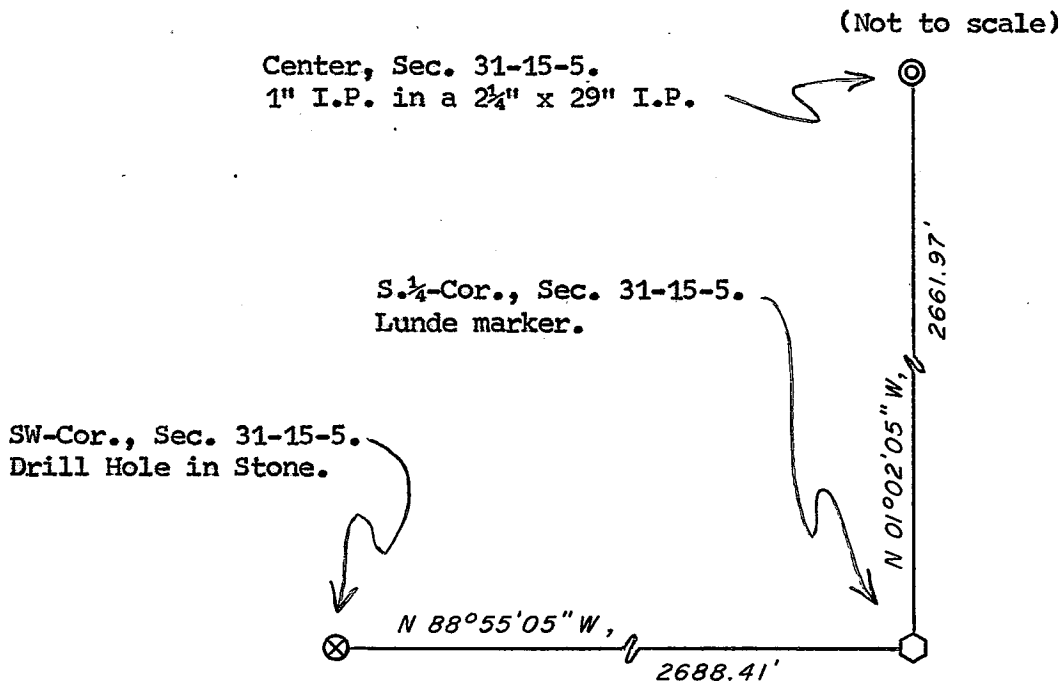 (Not to scale)
Center, Sec. 31-15-5.
1" I.P. in a 2¼" x 29" I.P.
2661.97'
N 01°02'05" W,
S.¼-Cor., Sec. 31-15-5.
Lunde marker.
SW-Cor., Sec. 31-15-5.
Drill Hole in Stone.
N 88°55'05" W,
2688.41'